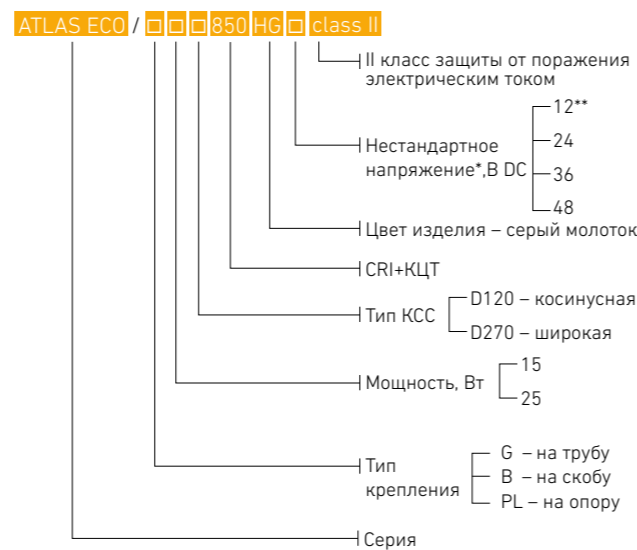 ATLAS ECO / □ □ □ 850 HG □ class II
II класс защиты от поражения
электрическим током
Нестандартное
напряжение*,В DC
12**
24
36
48
Цвет изделия – серый молоток
CRI+КЦТ
Тип КСС
D120 – косинусная
D270 – широкая
Мощность, Вт
15
25
Тип
крепления
G – на трубу
B – на скобу
PL – на опору
Серия